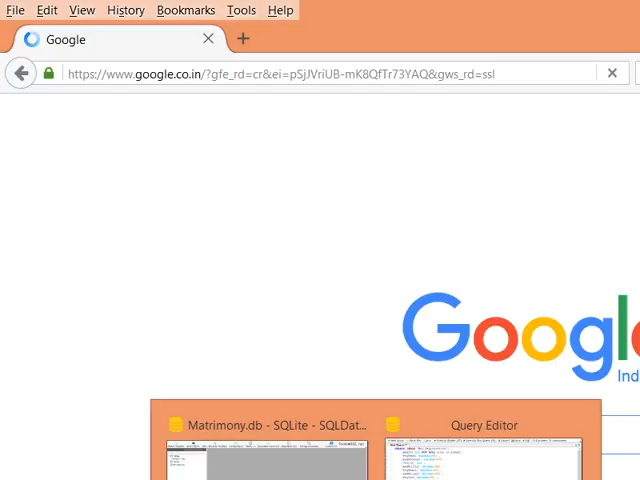 File Edit View History Bookmarks Tools Help
Google
https://www.google.co.in/?gfe_rd=cr&ei=pSjJVriUB-mK8QfTr73YAQ&gws_rd=ssl
Google
Ind
Matrimony.db - SQLite - SQLDat... Query Editor